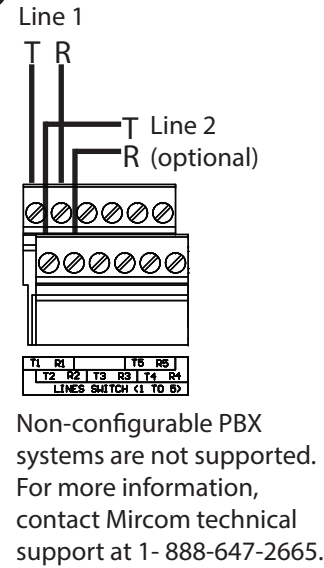 Line 1
T R
T Line 2
R (optional)
T1 R1 T5 R5
T2 R2 T3 R3 T4 R4
LINES SWITCH (1 TO 5)
Non-configurable PBX
systems are not supported.
For more information,
contact Mircom technical
support at 1- 888-647-2665.